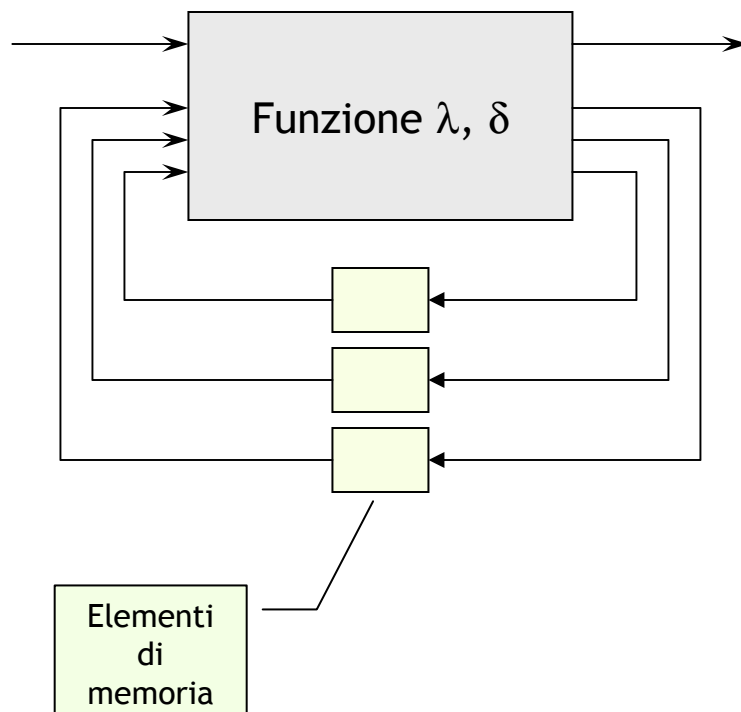 Funzione λ, δ
Elementi
di
memoria